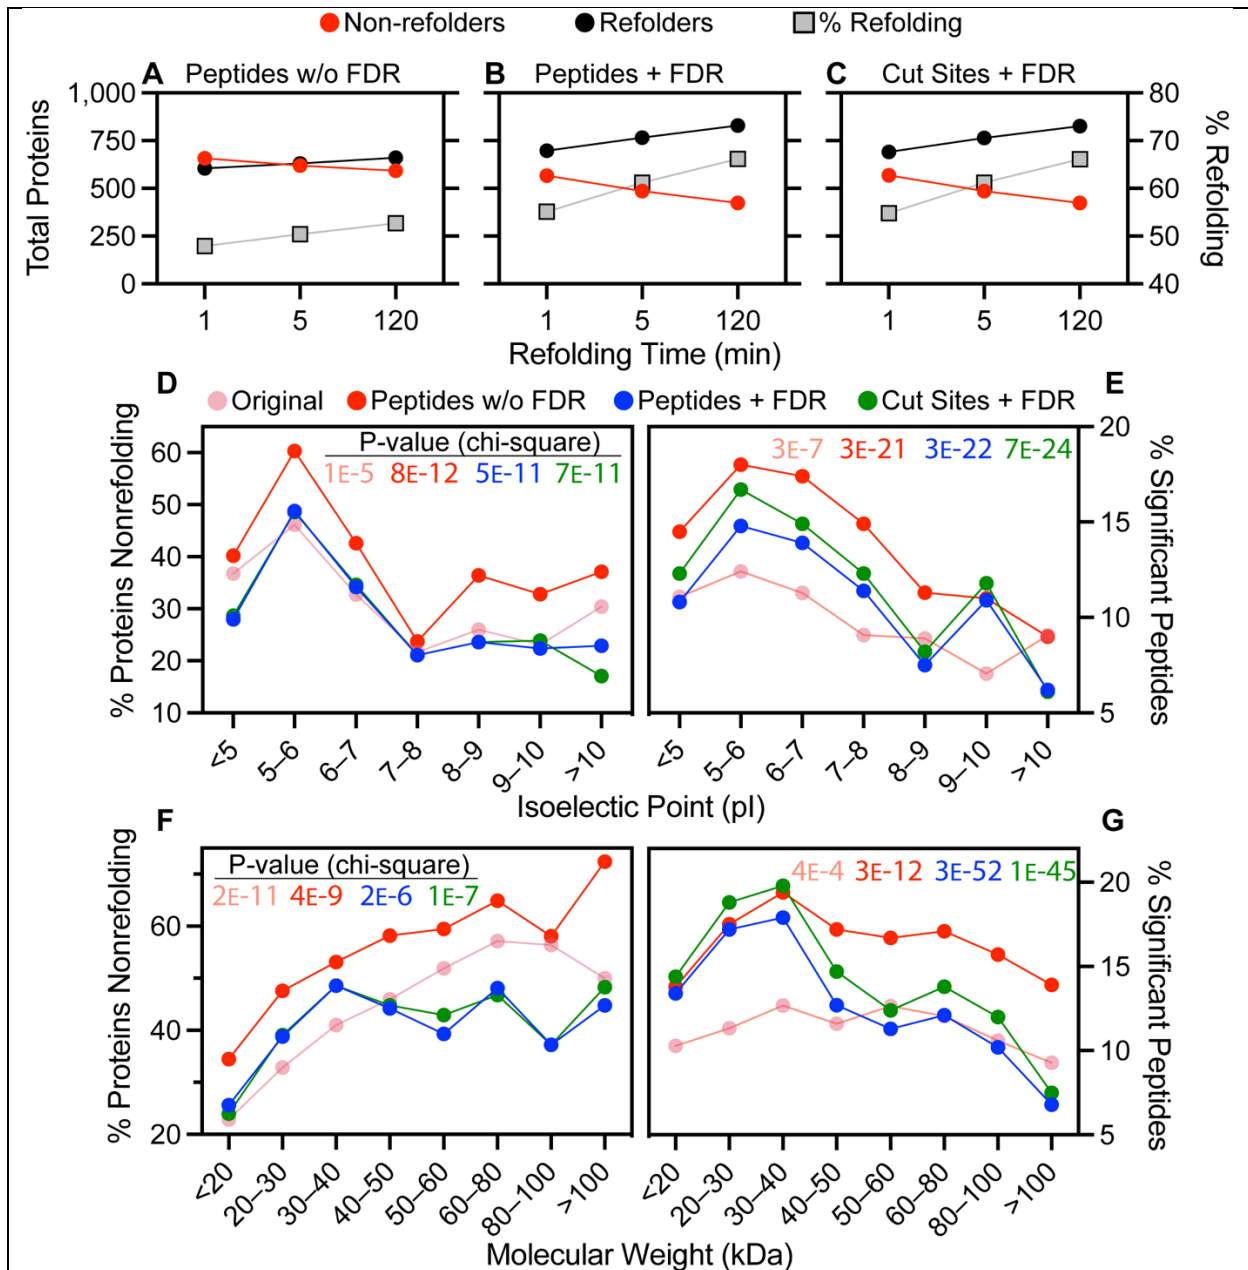 Non-refolders Refolders % Refolding
A Peptides w/o FDR B Peptides + FDR C Cut Sites + FDR
Total Proteins
1,000
750
500
250
0
80
70
60
50
40
% Refolding
1 5 120 1 5 120 1 5 120
Refolding Time (min)
D E
Original Peptides w/o FDR Peptides + FDR Cut Sites + FDR
% Proteins Nonrefolding
60
50
40
30
20
10
P-value (chi-square)
1E-5 8E-12 5E-11 7E-11
3E-7 3E-21 3E-22 7E-24
20
15
10
5
% Significant Peptides
<5 5–6 6–7 7–8 8–9 9–10 >10 <5 5–6 6–7 7–8 8–9 9–10 >10
Isoelectric Point (pI)
F G
% Proteins Nonrefolding
60
40
20
P-value (chi-square)
2E-11 4E-9 2E-6 1E-7
4E-4 3E-12 3E-52 1E-45
20
15
10
5
% Significant Peptides
<20 20–30 30–40 40–50 50–60 60–80 80–100 >100 <20 20–30 30–40 40–50 50–60 60–80 80–100 >100
Molecular Weight (kDa)